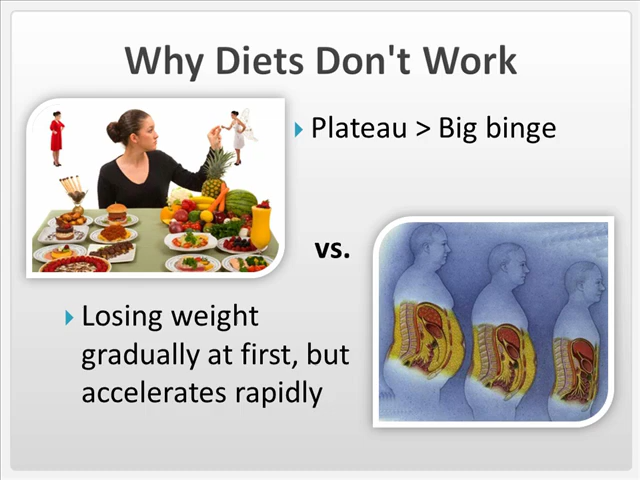 Why Diets Don't Work
Plateau > Big binge
vs.
Losing weight
gradually at first, but
accelerates rapidly